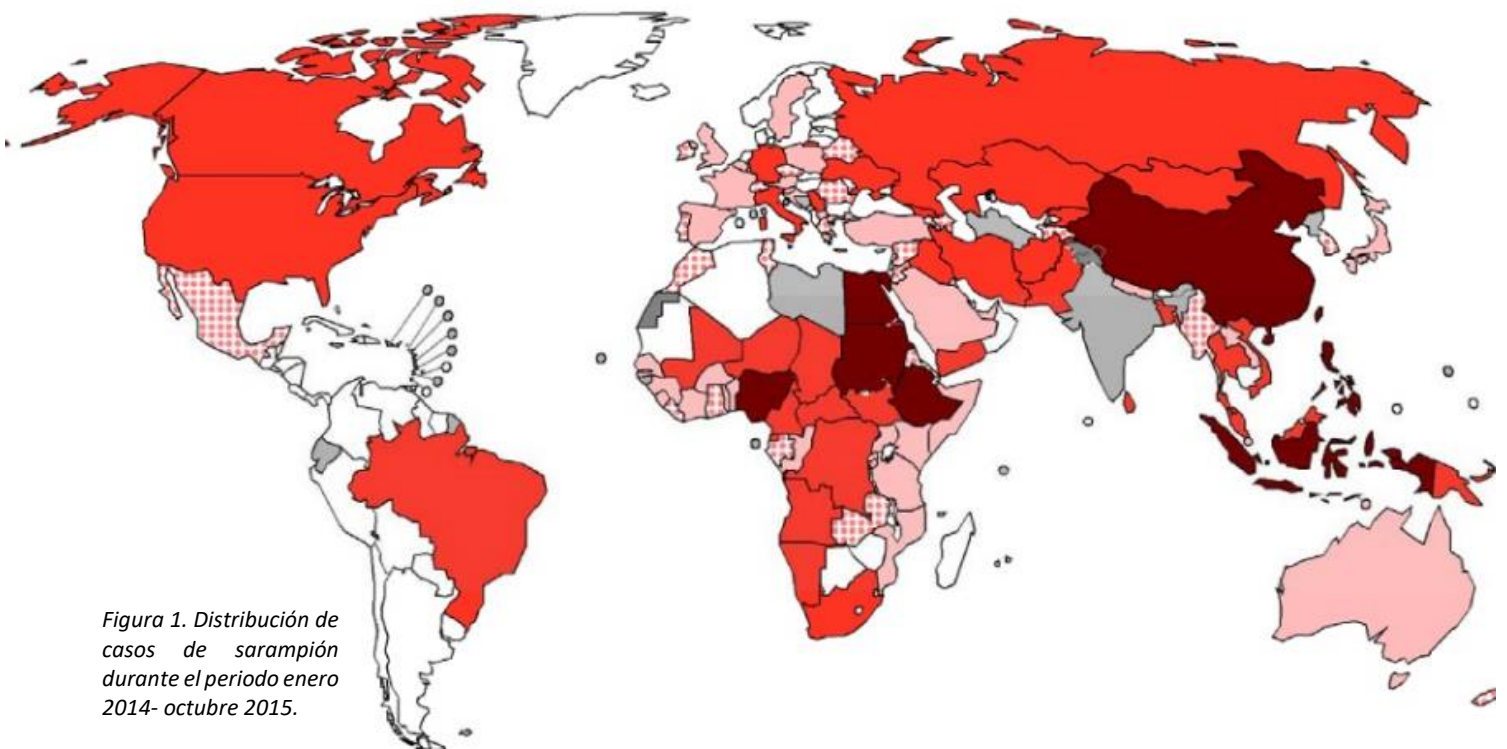 Figura 1. Distribución de
casos de sarampión
durante el periodo enero
2014- octubre 2015.